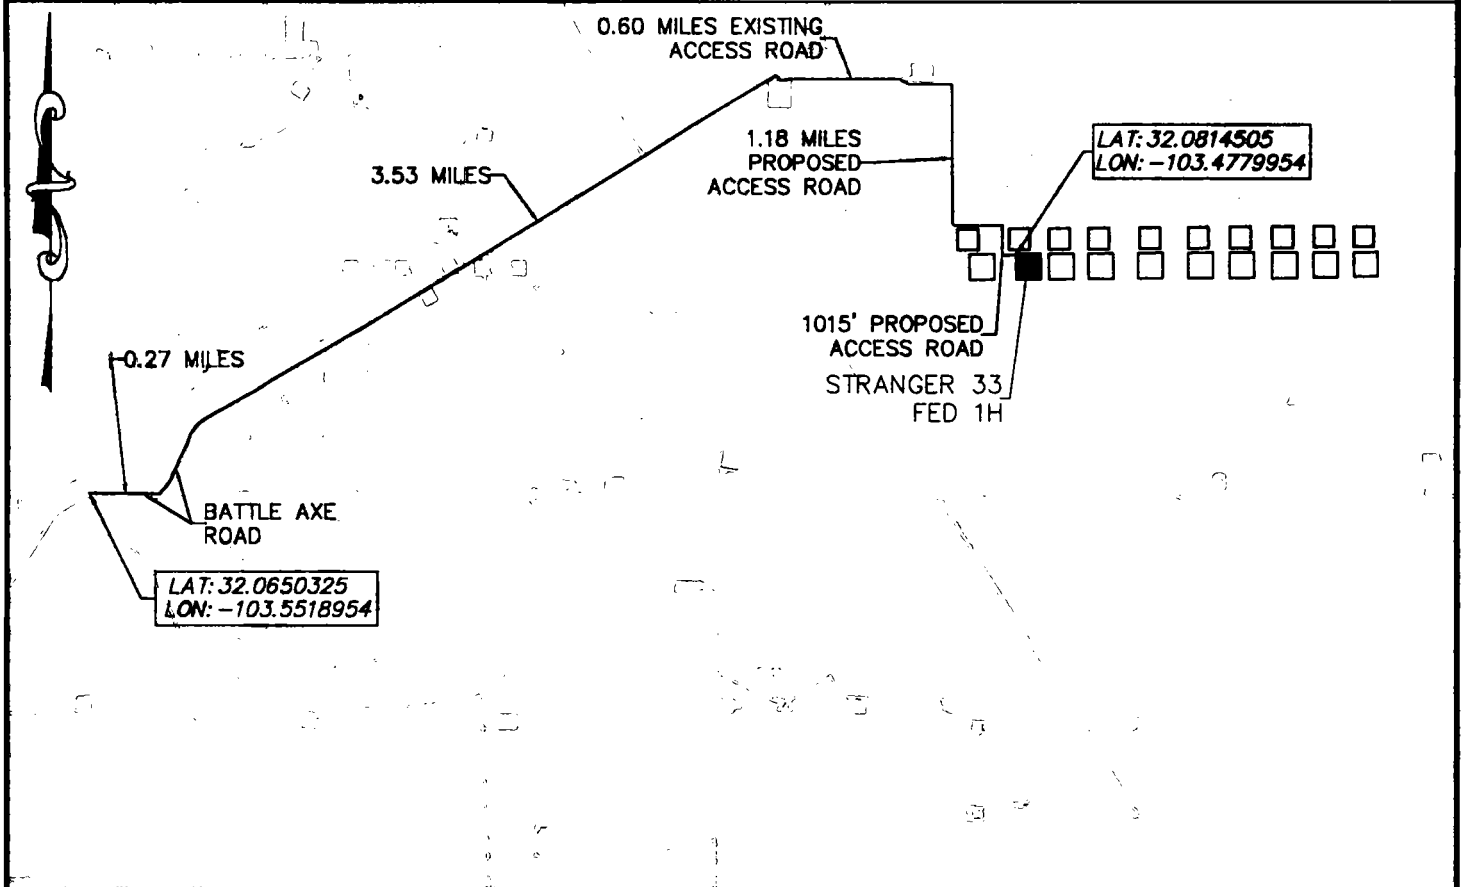 0.60 MILES EXISTING
ACCESS ROAD
1.18 MILES
PROPOSED
ACCESS ROAD
LAT: 32.0814505
LON: -103.4779954
3.53 MILES
1015' PROPOSED
ACCESS ROAD
0.27 MILES
STRANGER 33
FED 1H
BATTLE AXE
ROAD
LAT: 32.0650325
LON: -103.5518954